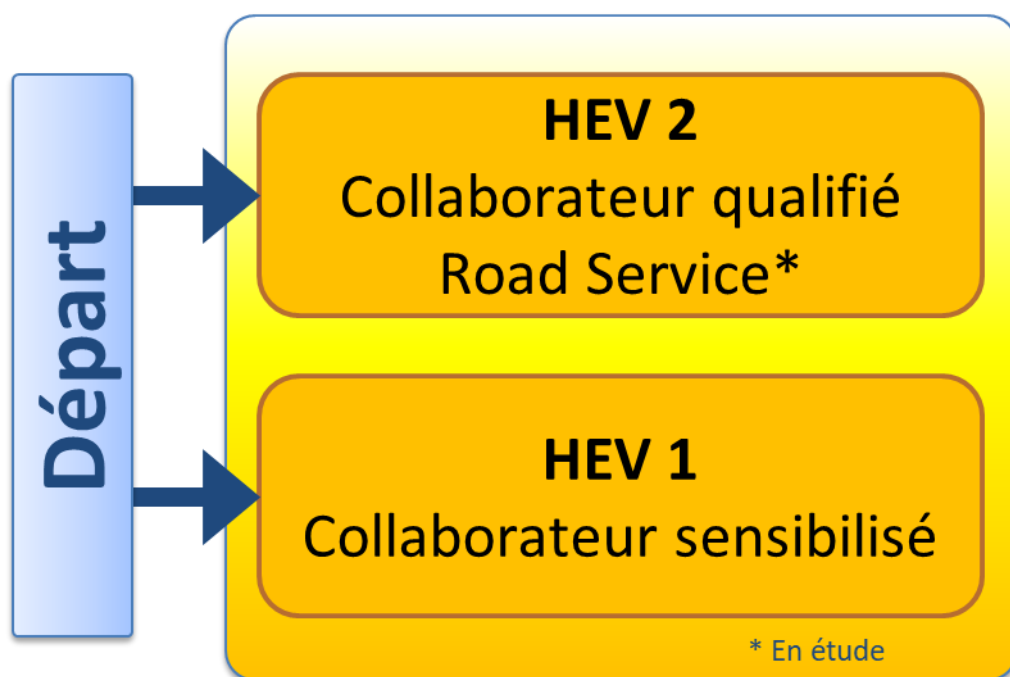 Départ
HEV 2
Collaborateur qualifié
Road Service*
HEV 1
Collaborateur sensibilisé
* En étude